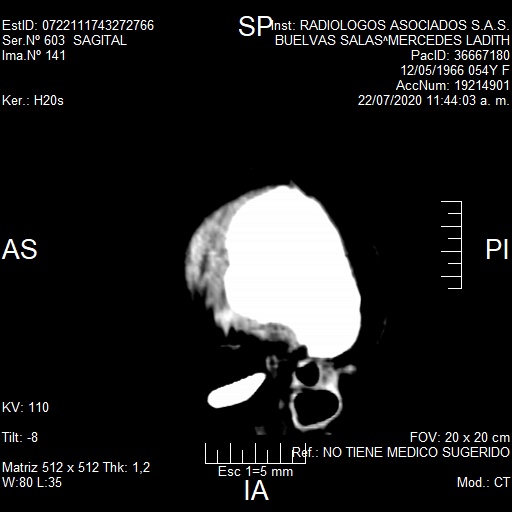 EstID: 0722111743272766
Ser.Nº 603 SAGITAL
Ima.Nº 141
Ker.: H20s
SP
Inst: RADIOLOGOS ASOCIADOS S.A.S.
BUELVAS SALAS^MERCEDES LADITH
PacID: 36667180
12/05/1966 054Y F
AccNum: 19214901
22/07/2020 11:44:03 a. m.
AS
PI
KV: 110
Tilt: -8
Matriz 512 x 512 Thk: 1,2
W:80 L:35
Esc 1=5 mm
IA
FOV: 20 x 20 cm
Ref.: NO TIENE MEDICO SUGERIDO
Mod.: CT